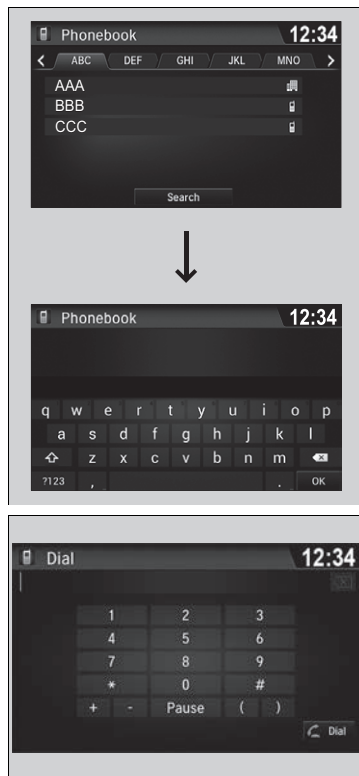 Phonebook 12:34
< ABC DEF GHI JKL MNO >
AAA
BBB
CCC
Search
Phonebook 12:34
q w e r t y u i o p
a s d f g h j k l
z x c v b n m
?123 , . OK
Dial 12:34
1 2 3
4 5 6
7 8 9
* 0 #
+ - Pause ( )
Dial